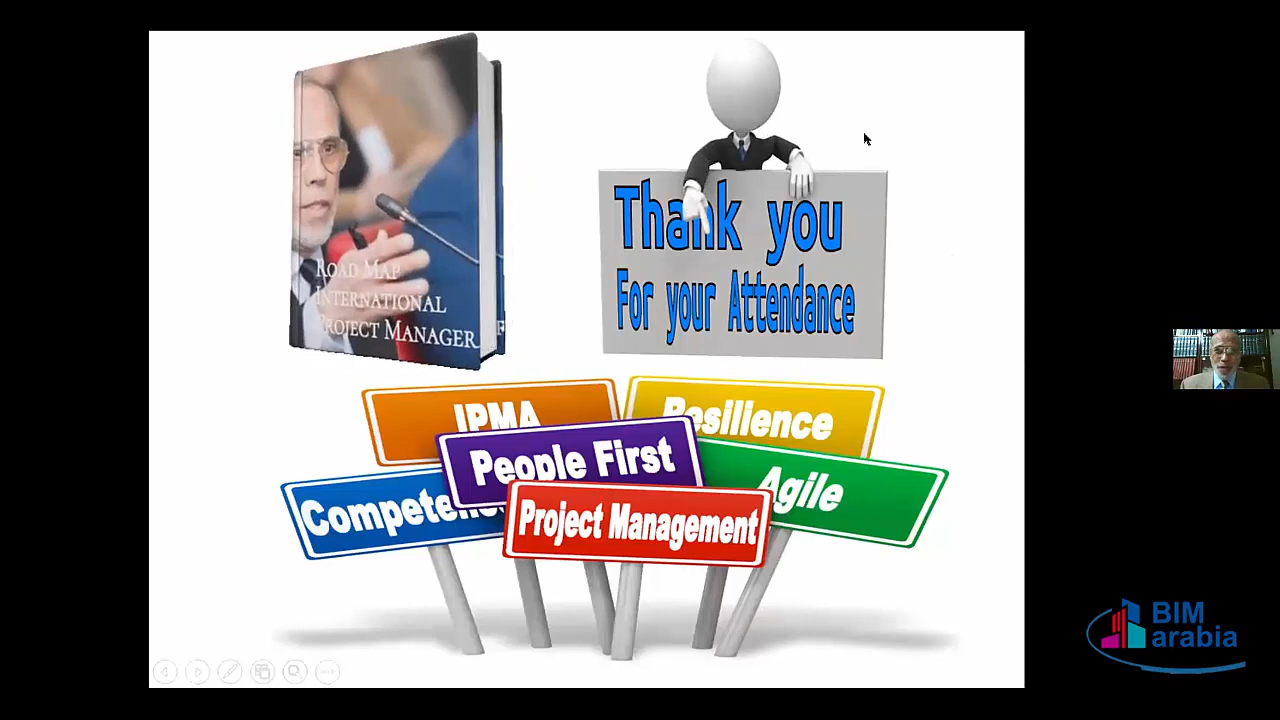 ROAD MAP
INTERNATIONAL
PROJECT MANAGER
Thank you
For your Attendance
IPMA
Resilience
People First
Agile
Project Management
BIM
arabia